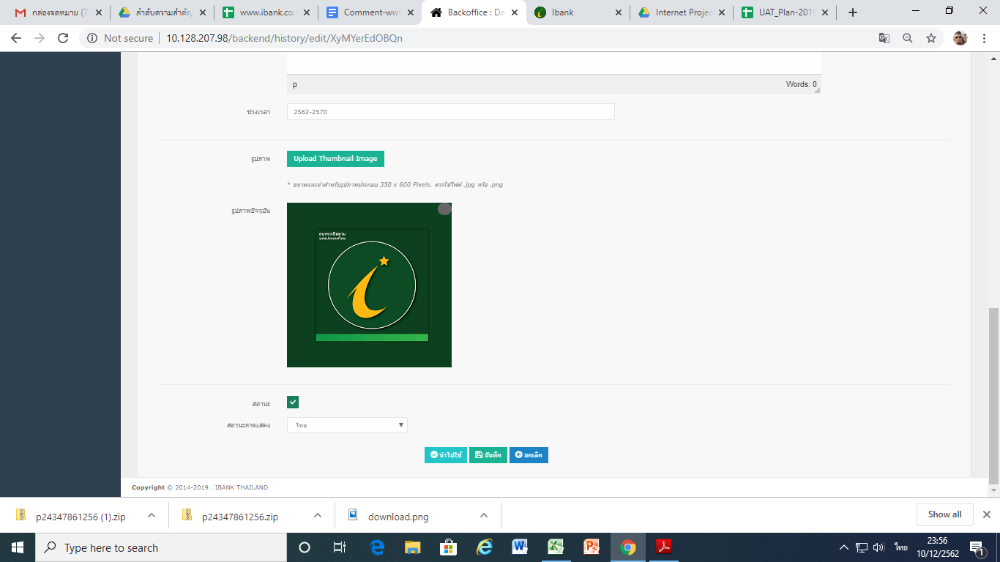 กล่องจดหมาย (7
ลำดับความสำคัญ
www.ibank.co.
Comment-ww
Backoffice : Da
Ibank
Internet Projec
UAT_Plan-2019
Not secure
10.128.207.98/backend/history/edit/XyMYerEdOBQn
p
Words: 0
ช่วงเวลา
2562-2570
รูปภาพ
Upload Thumbnail Image
* ขนาดแนะนำสำหรับรูปภาพประกอบ 350 x 600 Pixels. ควรใช้ไฟล์ .jpg หรือ .png
รูปภาพปัจจุบัน
ธนาคารอิสลาม
แห่งประเทศไทย
สถานะ
สถานะการแสดง
ไทย
นำไปใช้
บันทึก
ยกเลิก
Copyright © 2014-2019 . IBANK THAILAND
p24347861256 (1).zip
p24347861256.zip
download.png
Show all
Type here to search
ไทย
23:56
10/12/2562
1